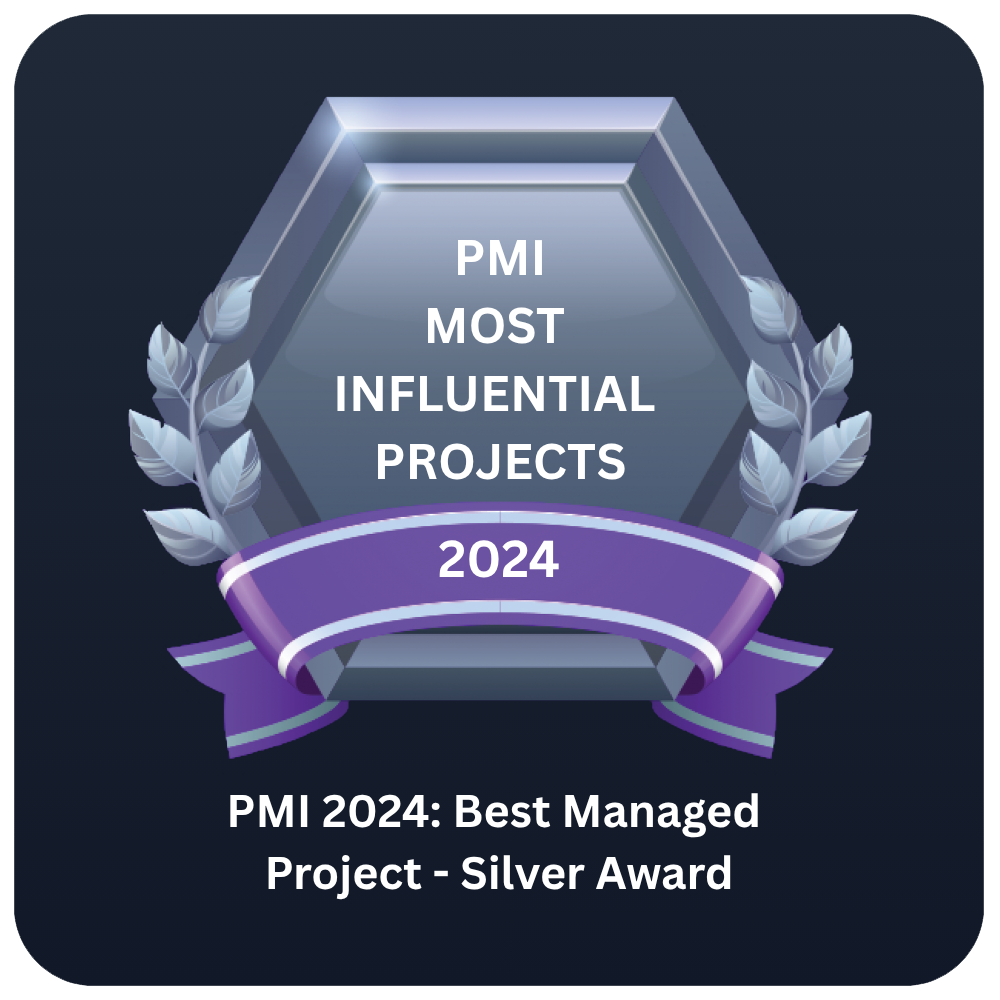 PMI
MOST
INFLUENTIAL
PROJECTS
2024
PMI 2024: Best Managed
Project - Silver Award